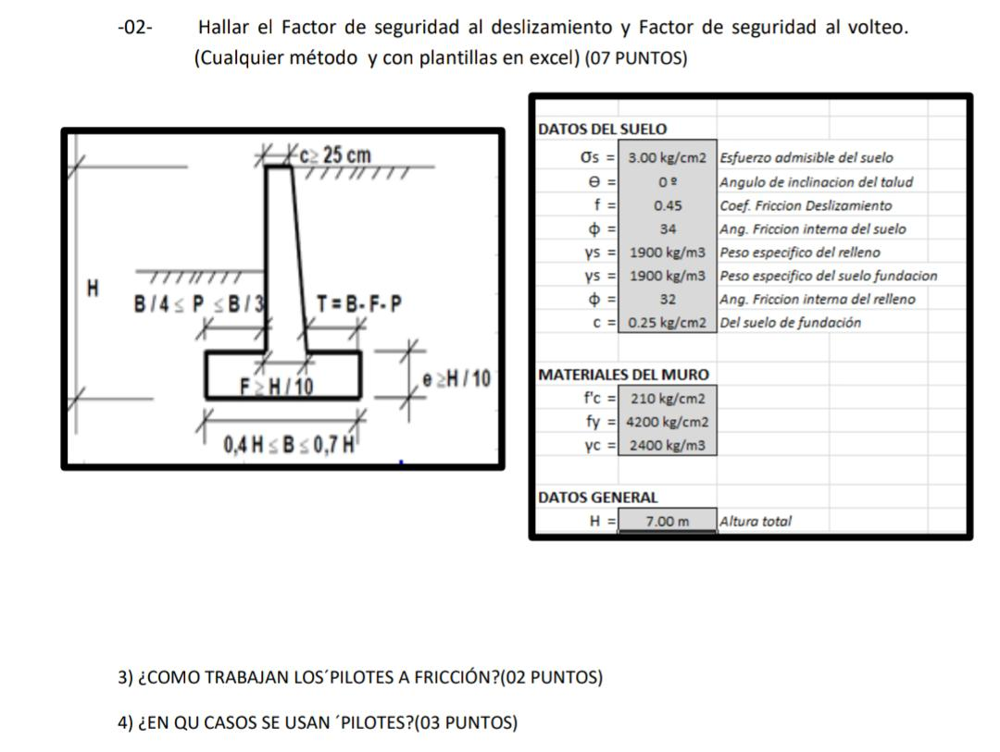 -02- Hallar el Factor de seguridad al deslizamiento y Factor de seguridad al volteo.
(Cualquier método y con plantillas en excel) (07 PUNTOS)
c≥ 25 cm
H
B/4≤ P ≤B/3
T=B-F-P
F≥H/10
e≥H/10
0,4H≤B≤0,7H
DATOS DEL SUELO
σs = 3.00 kg/cm2 Esfuerzo admisible del suelo
ɵ = 0 º Angulo de inclinacion del talud
f = 0.45 Coef. Friccion Deslizamiento
ϕ = 34 Ang. Friccion interna del suelo
γs = 1900 kg/m3 Peso especifico del relleno
γs = 1900 kg/m3 Peso especifico del suelo fundacion
ϕ = 32 Ang. Friccion interna del relleno
c = 0.25 kg/cm2 Del suelo de fundación
MATERIALES DEL MURO
f'c = 210 kg/cm2
fy = 4200 kg/cm2
γc = 2400 kg/m3
DATOS GENERAL
H = 7.00 m Altura total
3) ¿COMO TRABAJAN LOS´PILOTES A FRICCIÓN?(02 PUNTOS)
4) ¿EN QU CASOS SE USAN ´PILOTES?(03 PUNTOS)